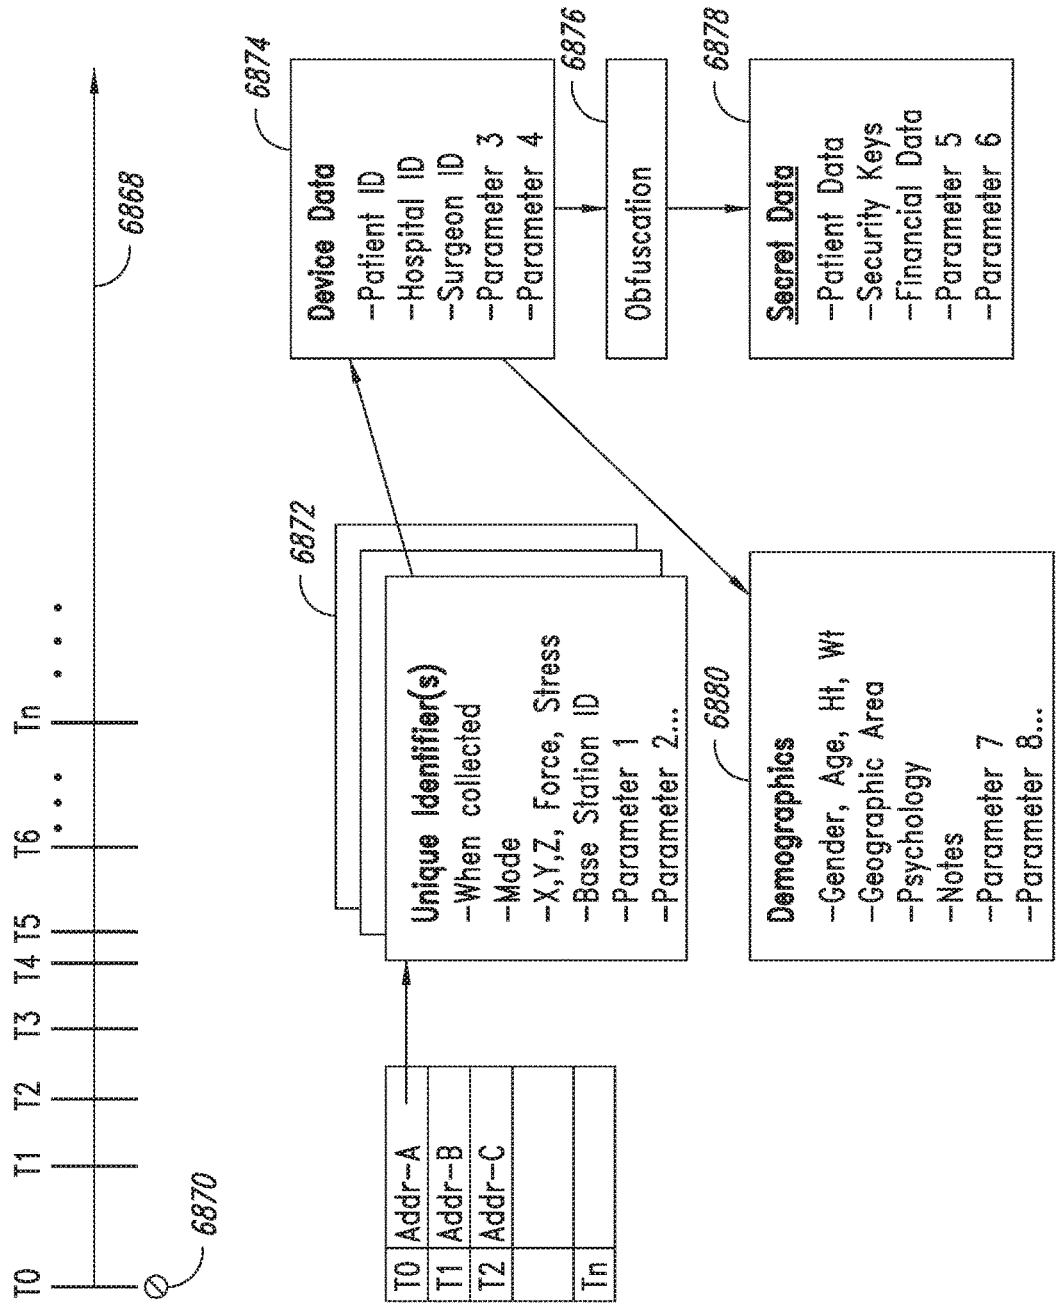 T0 T1 T2 T3 T4 T5 T6 • • • Tn • • •
6870
6868
T0 Addr-A
T1 Addr-B
T2 Addr-C
Tn
6872
Unique Identifier(s)
-When collected
-Mode
-X,Y,Z, Force, Stress
-Base Station ID
-Parameter 1
-Parameter 2...
6874
Device Data
-Patient ID
-Hospital ID
-Surgeon ID
-Parameter 3
-Parameter 4
6876
Obfuscation
6878
Secret Data
-Patient Data
-Security Keys
-Financial Data
-Parameter 5
-Parameter 6
6880
Demographics
-Gender, Age, Ht, Wt
-Geographic Area
-Psychology
-Notes
-Parameter 7
-Parameter 8...